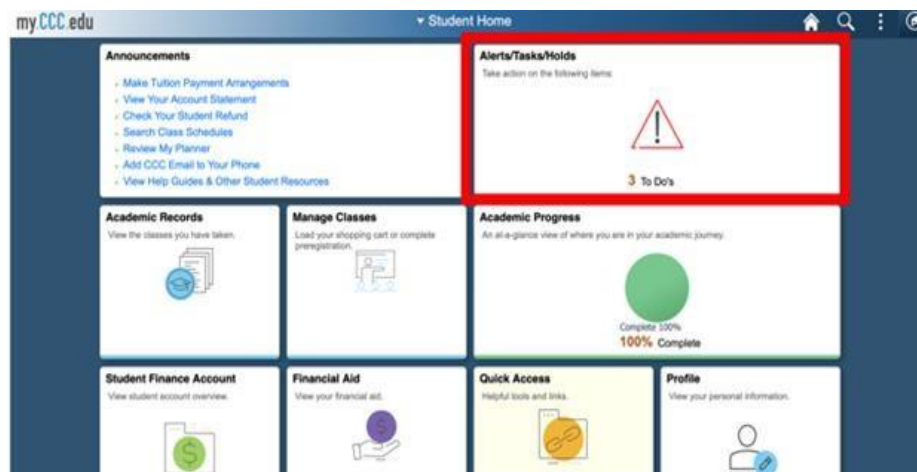 my.CCC.edu
Student Home
Announcements
Make Tuition Payment Arrangements
View Your Account Statement
Check Your Student Refund
Search Class Schedules
Review My Planner
Add CCC Email to Your Phone
View Help Guides & Other Student Resources
Alerts/Tasks/Holds
Take action on the following items
3 To Do's
Academic Records
View the classes you have taken.
Manage Classes
Load your shopping cart or complete
preregistration.
Academic Progress
An at-a-glance view of where you are in your academic journey.
Complete 100%
100% Complete
Student Finance Account
View student account overview.
Financial Aid
View your financial aid.
Quick Access
Helpful tools and links.
Profile
View your personal information.